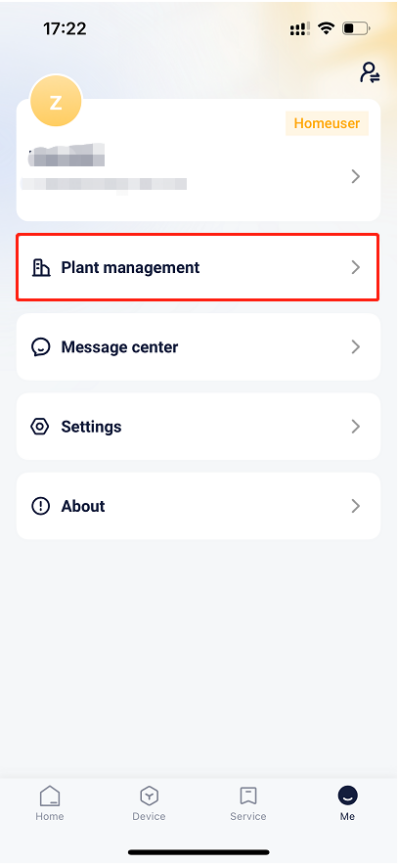 17:22
Z
Homeuser
Plant management
Message center
Settings
About
Home
Device
Service
Me